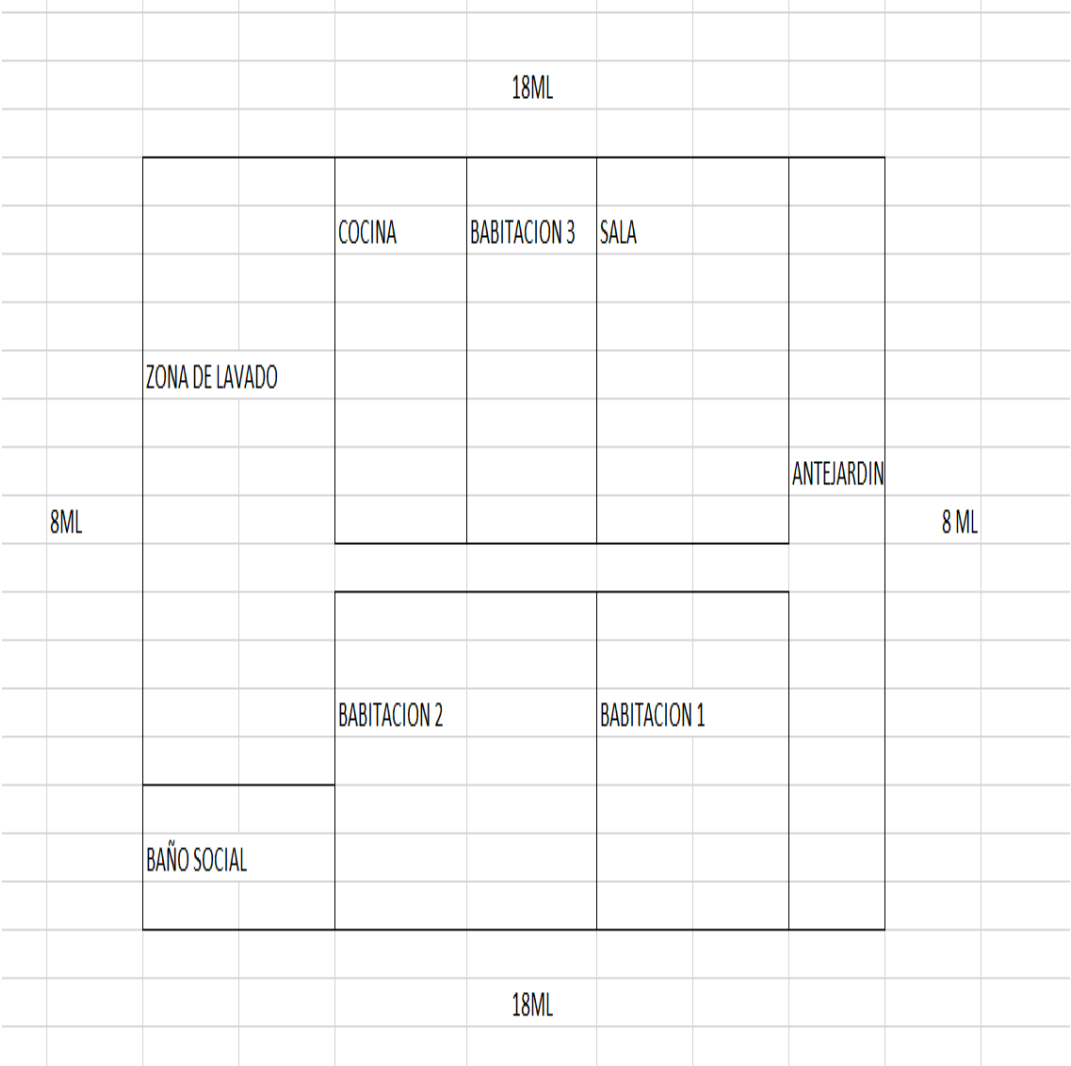 18ML
COCINA
BABITACION 3
SALA
ZONA DE LAVADO
ANTEJARDIN
8ML
8 ML
BABITACION 2
BABITACION 1
BAÑO SOCIAL
18ML